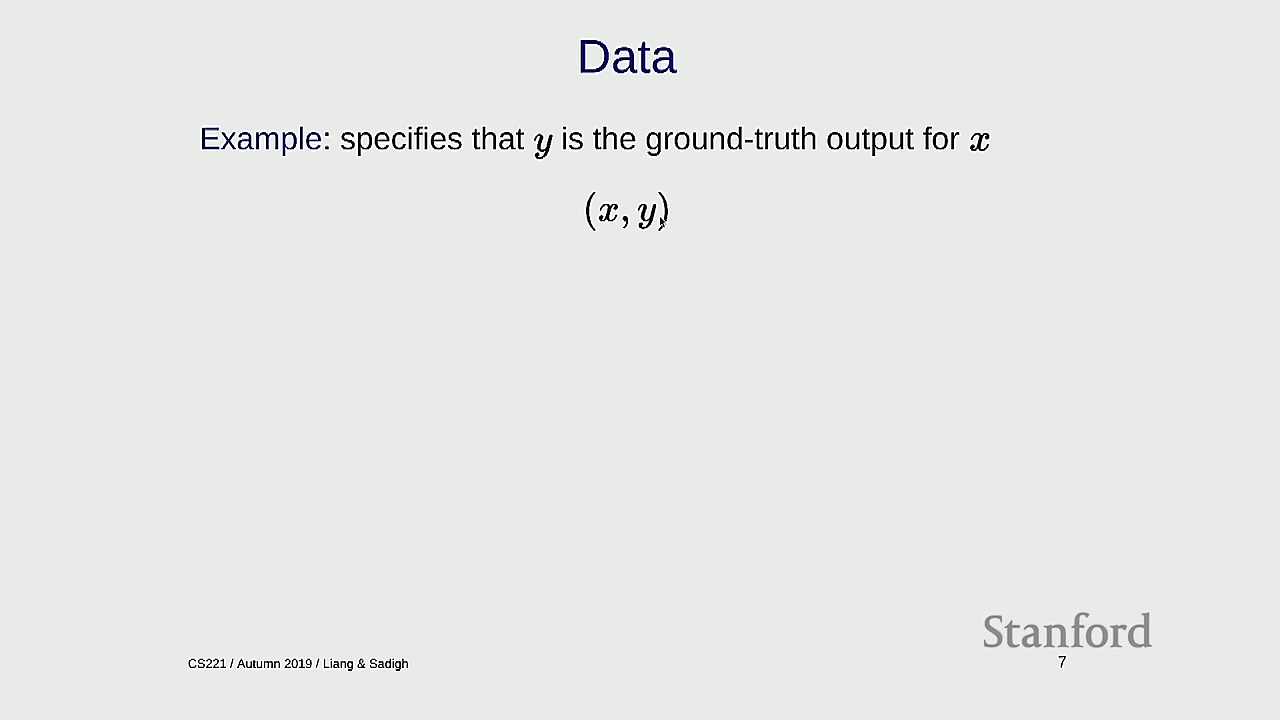 Data
Example: specifies that y is the ground-truth output for x
(x, y)
Stanford
CS221 / Autumn 2019 / Liang & Sadigh
7